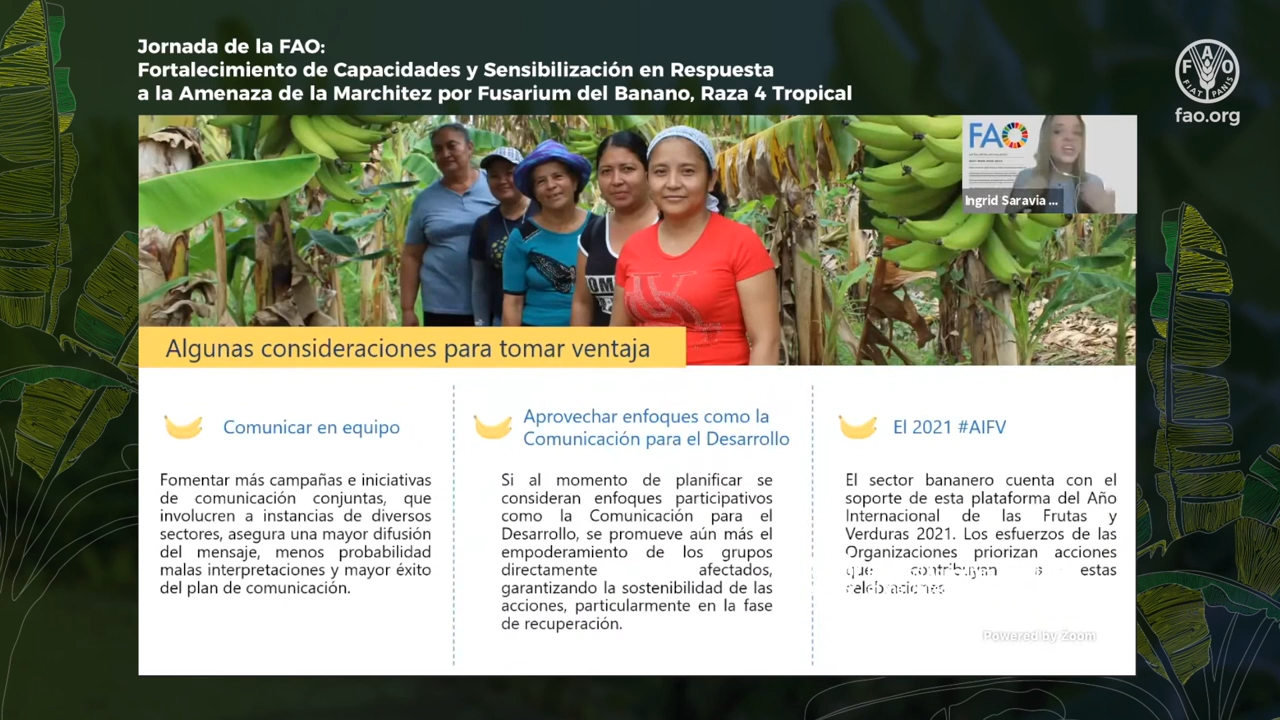 Jornada de la FAO:
Fortalecimiento de Capacidades y Sensibilización en Respuesta
a la Amenaza de la Marchitez por Fusarium del Banano, Raza 4 Tropical
FAO
FIAT PANIS
fao.org
FAO
Ingrid Saravia ...
Algunas consideraciones para tomar ventaja
Comunicar en equipo
Fomentar más campañas e iniciativas
de comunicación conjuntas, que
involucren a instancias de diversos
sectores, asegura una mayor difusión
del mensaje, menos probabilidad
malas interpretaciones y mayor éxito
del plan de comunicación.
Aprovechar enfoques como la
Comunicación para el Desarrollo
Si al momento de planificar se
consideran enfoques participativos
como la Comunicación para el
Desarrollo, se promueve aún más el
empoderamiento de los grupos
directamente afectados,
garantizando la sostenibilidad de las
acciones, particularmente en la fase
de recuperación.
El 2021 #AIFV
El sector bananero cuenta con el
soporte de esta plataforma del Año
Internacional de las Frutas y
Verduras 2021. Los esfuerzos de las
Organizaciones priorizan acciones
que contribuyan estas
Powered by Zoom